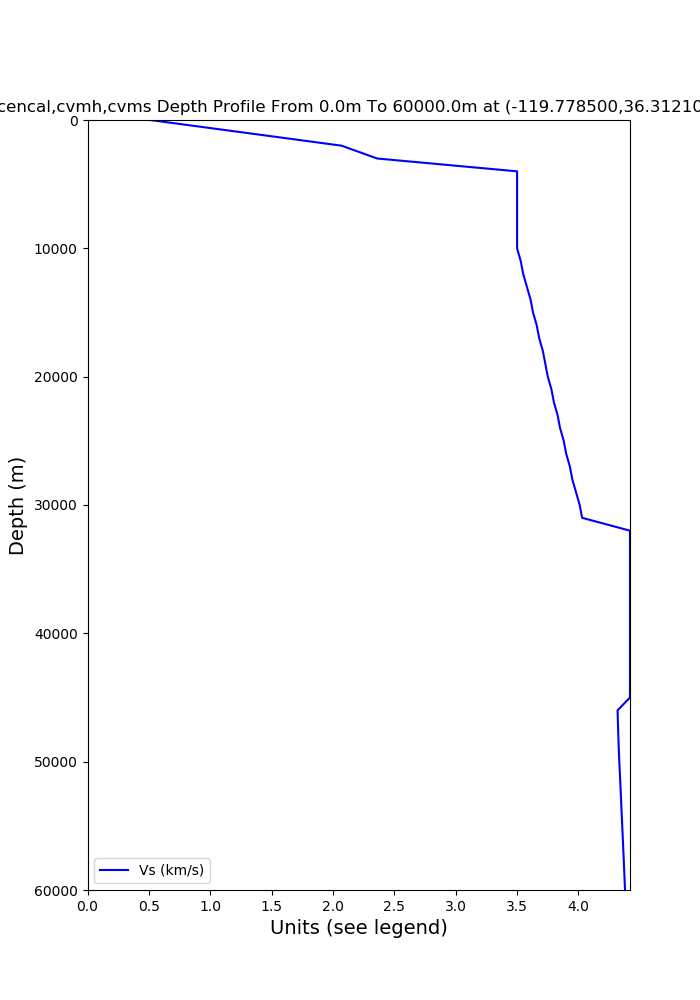 cencal,cvmh,cvms Depth Profile From 0.0m To 60000.0m at (-119.778500,36.31210
0
10000
20000
30000
40000
50000
60000
Depth (m)
Vs (km/s)
0.0 0.5 1.0 1.5 2.0 2.5 3.0 3.5 4.0
Units (see legend)